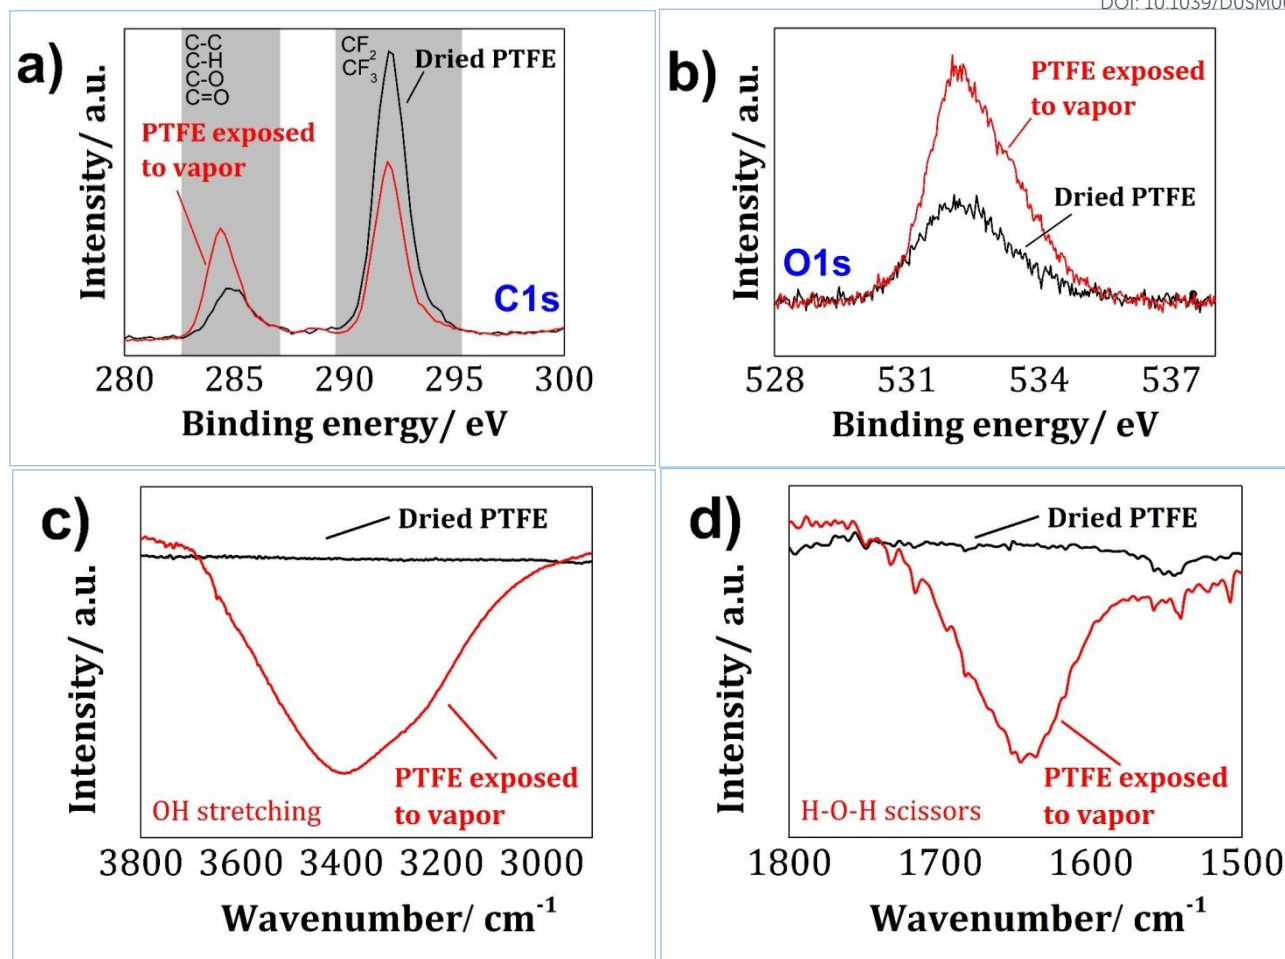 DOI: 10.1039/D0SM0
a)
C-C
C-H
C-O
C=O
CF2
CF3
Dried PTFE
PTFE exposed
to vapor
C1s
Intensity/ a.u.
280 285 290 295 300
Binding energy/ eV
b)
PTFE exposed
to vapor
Dried PTFE
O1s
Intensity/ a.u.
528 531 534 537
Binding energy/ eV
c)
Dried PTFE
PTFE exposed
to vapor
OH stretching
Intensity/ a.u.
3800 3600 3400 3200 3000
Wavenumber/ cm-1
d)
Dried PTFE
PTFE exposed
to vapor
H-O-H scissors
Intensity/ a.u.
1800 1700 1600 1500
Wavenumber/ cm-1